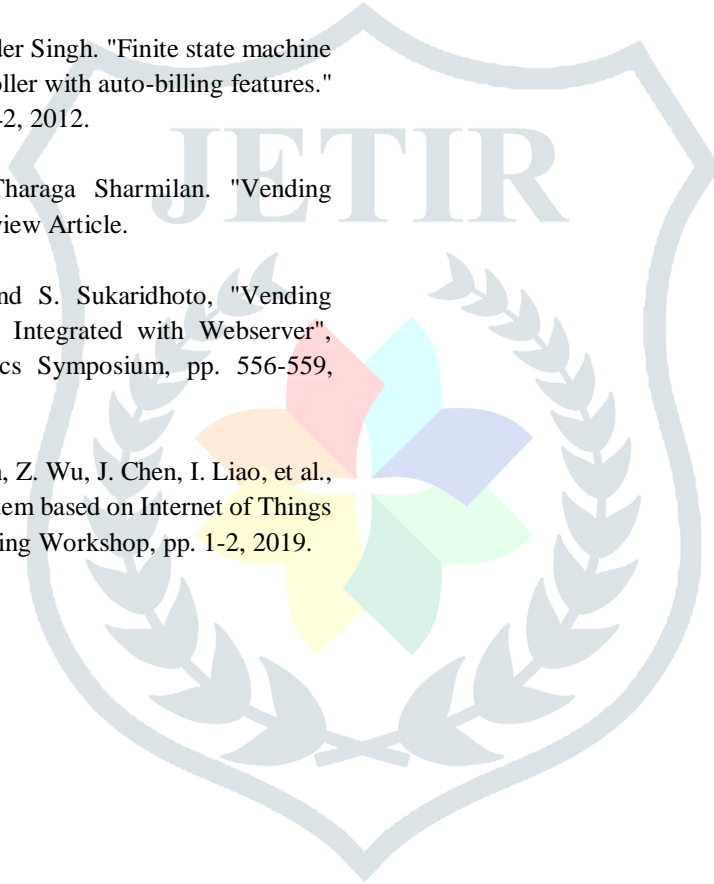 der Singh. "Finite state machine
oller with auto-billing features."
-2, 2012.
JETIR
Tharaga Sharmilan. "Vending
view Article.
nd S. Sukaridhoto, "Vending
Integrated with Webserver",
cs Symposium, pp. 556-559,
n, Z. Wu, J. Chen, I. Liao, et al.,
tem based on Internet of Things
ing Workshop, pp. 1-2, 2019.